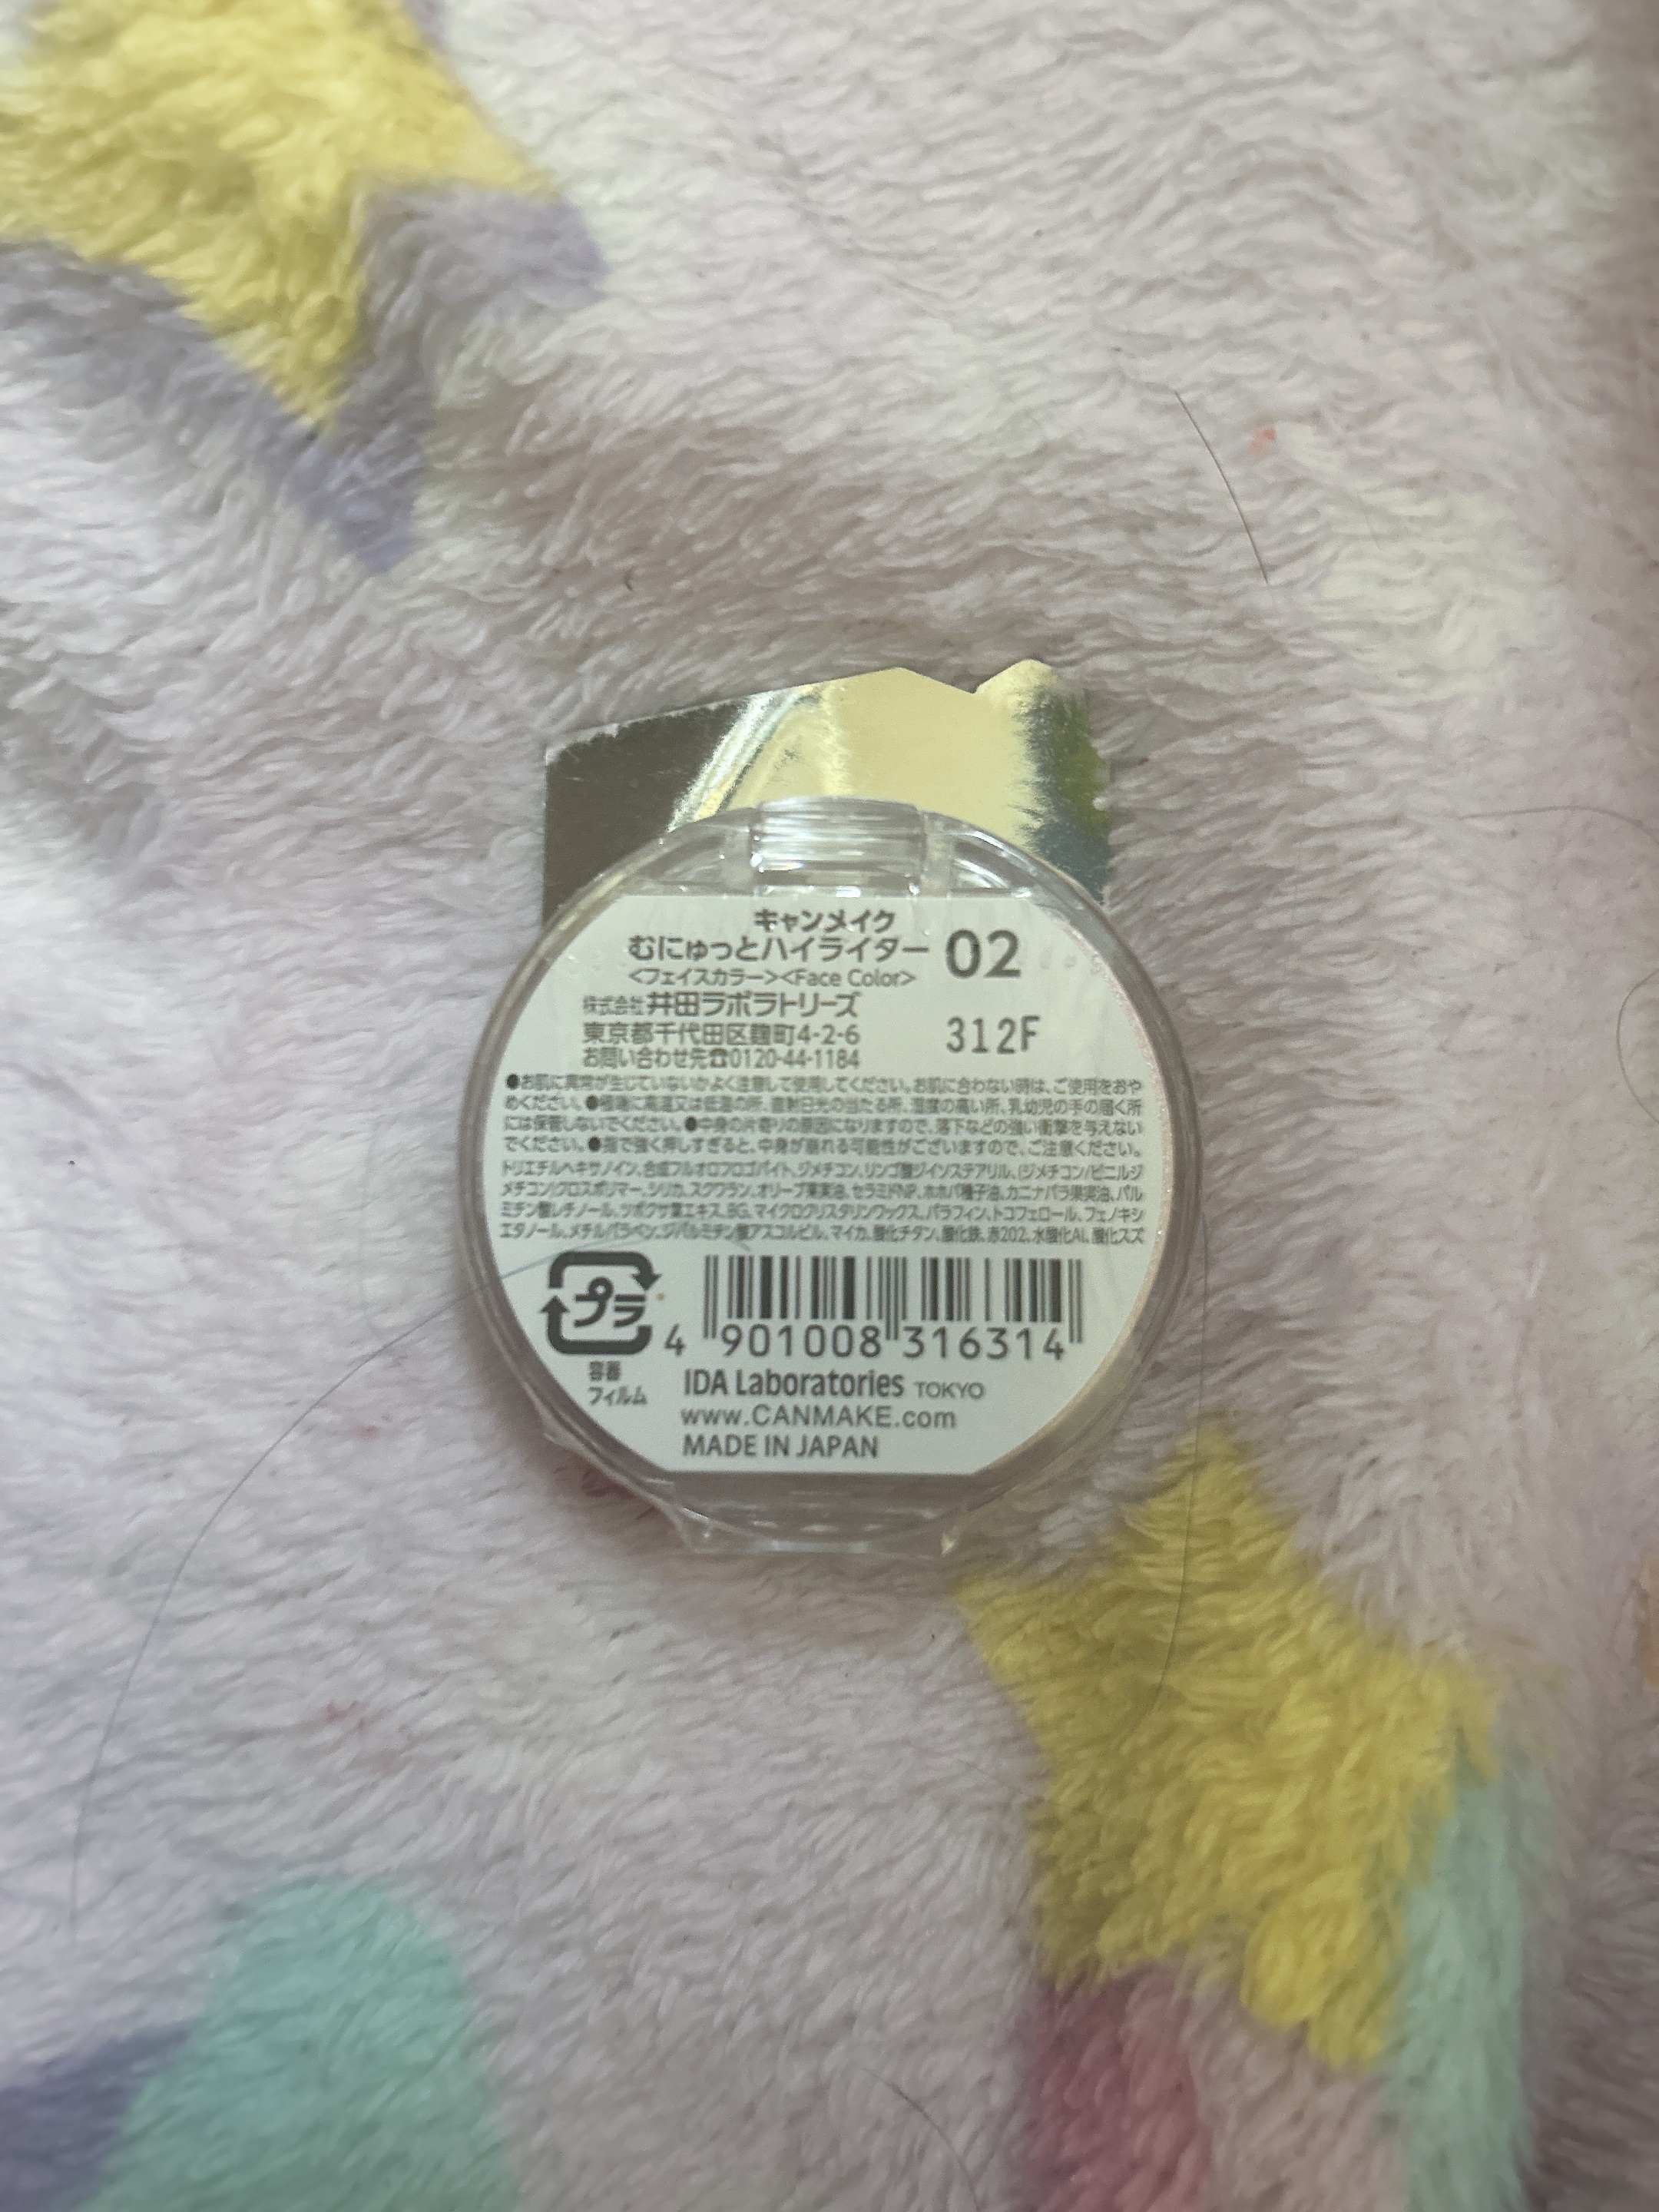 キャンメイク
むにゅっとハイライター 02
<フェイスカラー><Face Color>
株式会社井田ラボラトリーズ
東京都千代田区麹町4-2-6
お問い合わせ先☎0120-44-1184
312F
●お肌に異常が生じていないかよく注意して使用してください。お肌に合わない時は、ご使用をおや
めください。●極端に高温又は低温の所、直射日光の当たる所、湿度の高い所、乳幼児の手の届く所
には保管しないでください。●中身の片寄りの原因になりますので、落下などの強い衝撃を与えない
でください。●指で強く押しすぎると、中身が崩れる可能性がございますので、ご注意ください。
トリエチルヘキサノイン、合成フルオロフロゴパイト、ジメチコン、リンゴ酸ジイソステアリル、(ジメチコン/ビニルジ
メチコン)クロスポリマー、シリカ、スクワラン、オリーブ果実油、セラミドNP、ホホバ種子油、カニナバラ果実油、パル
ミチン酸レチノール、ツボクサ葉エキス、BG、マイクロクリスタリンワックス、パラフィン、トコフェロール、フェノキシ
エタノール、メチルパラベン、ジパルミチン酸アスコルビル、マイカ、酸化チタン、酸化鉄、赤202、水酸化Al、酸化スズ
プラ
容器
フィルム
4 901008 316314
IDA Laboratories TOKYO
www.CANMAKE.com
MADE IN JAPAN